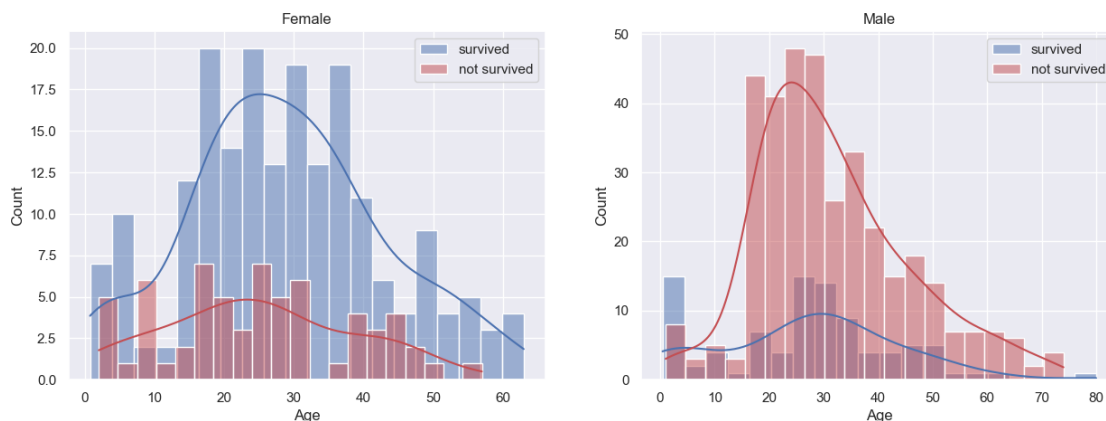 Female
survived
not survived
Count
20.0
17.5
15.0
12.5
10.0
7.5
5.0
2.5
0.0
0 10 20 30 40 50 60
Age
Male
survived
not survived
Count
50
40
30
20
10
0
0 10 20 30 40 50 60 70 80
Age